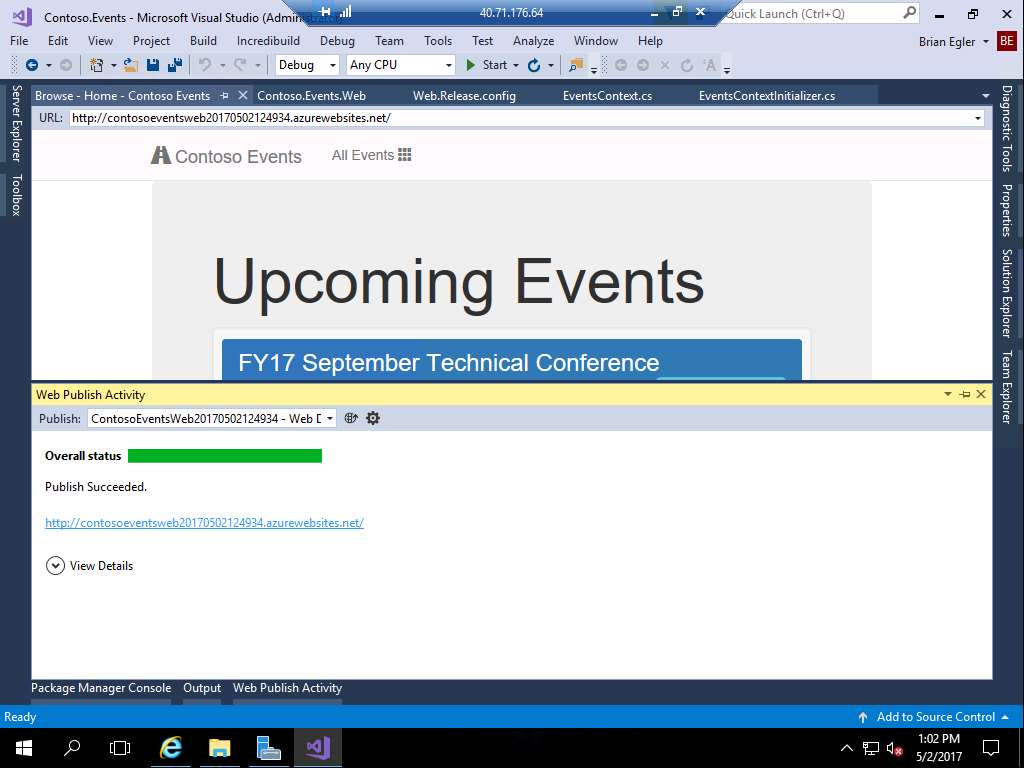 Contoso.Events - Microsoft Visual Studio (Admin
40.71.176.64
Quick Launch (Ctrl+Q)
File Edit View Project Build Incredibuild Debug Team Tools Test Analyze Window Help
Brian Egler BE
Debug Any CPU Start
Server Explorer
Toolbox
Browse - Home - Contoso Events Contoso.Events.Web Web.Release.config EventsContext.cs EventsContextInitializer.cs
URL: http://contosoeventsweb20170502124934.azurewebsites.net/
Contoso Events All Events
Upcoming Events
FY17 September Technical Conference
Diagnostic Tools
Properties
Solution Explorer
Team Explorer
Web Publish Activity
Publish: ContosoEventsWeb20170502124934 - Web D
Overall status
Publish Succeeded.
http://contosoeventsweb20170502124934.azurewebsites.net/
View Details
Package Manager Console Output Web Publish Activity
Ready
Add to Source Control
1:02 PM
5/2/2017